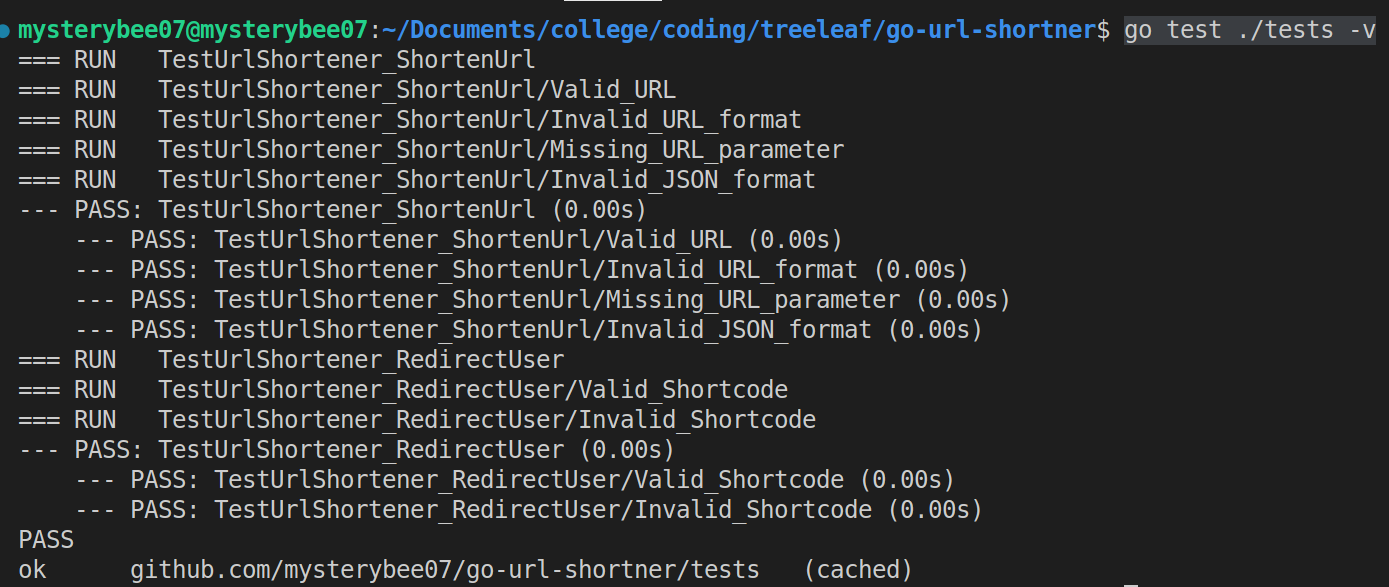 mysterybee07@mysterybee07:~/Documents/college/coding/treeleaf/go-url-shortner$ go test ./tests -v
=== RUN   TestUrlShortener_ShortenUrl
=== RUN   TestUrlShortener_ShortenUrl/Valid_URL
=== RUN   TestUrlShortener_ShortenUrl/Invalid_URL_format
=== RUN   TestUrlShortener_ShortenUrl/Missing_URL_parameter
=== RUN   TestUrlShortener_ShortenUrl/Invalid_JSON_format
--- PASS: TestUrlShortener_ShortenUrl (0.00s)
    --- PASS: TestUrlShortener_ShortenUrl/Valid_URL (0.00s)
    --- PASS: TestUrlShortener_ShortenUrl/Invalid_URL_format (0.00s)
    --- PASS: TestUrlShortener_ShortenUrl/Missing_URL_parameter (0.00s)
    --- PASS: TestUrlShortener_ShortenUrl/Invalid_JSON_format (0.00s)
=== RUN   TestUrlShortener_RedirectUser
=== RUN   TestUrlShortener_RedirectUser/Valid_Shortcode
=== RUN   TestUrlShortener_RedirectUser/Invalid_Shortcode
--- PASS: TestUrlShortener_RedirectUser (0.00s)
    --- PASS: TestUrlShortener_RedirectUser/Valid_Shortcode (0.00s)
    --- PASS: TestUrlShortener_RedirectUser/Invalid_Shortcode (0.00s)
PASS
ok      github.com/mysterybee07/go-url-shortner/tests   (cached)